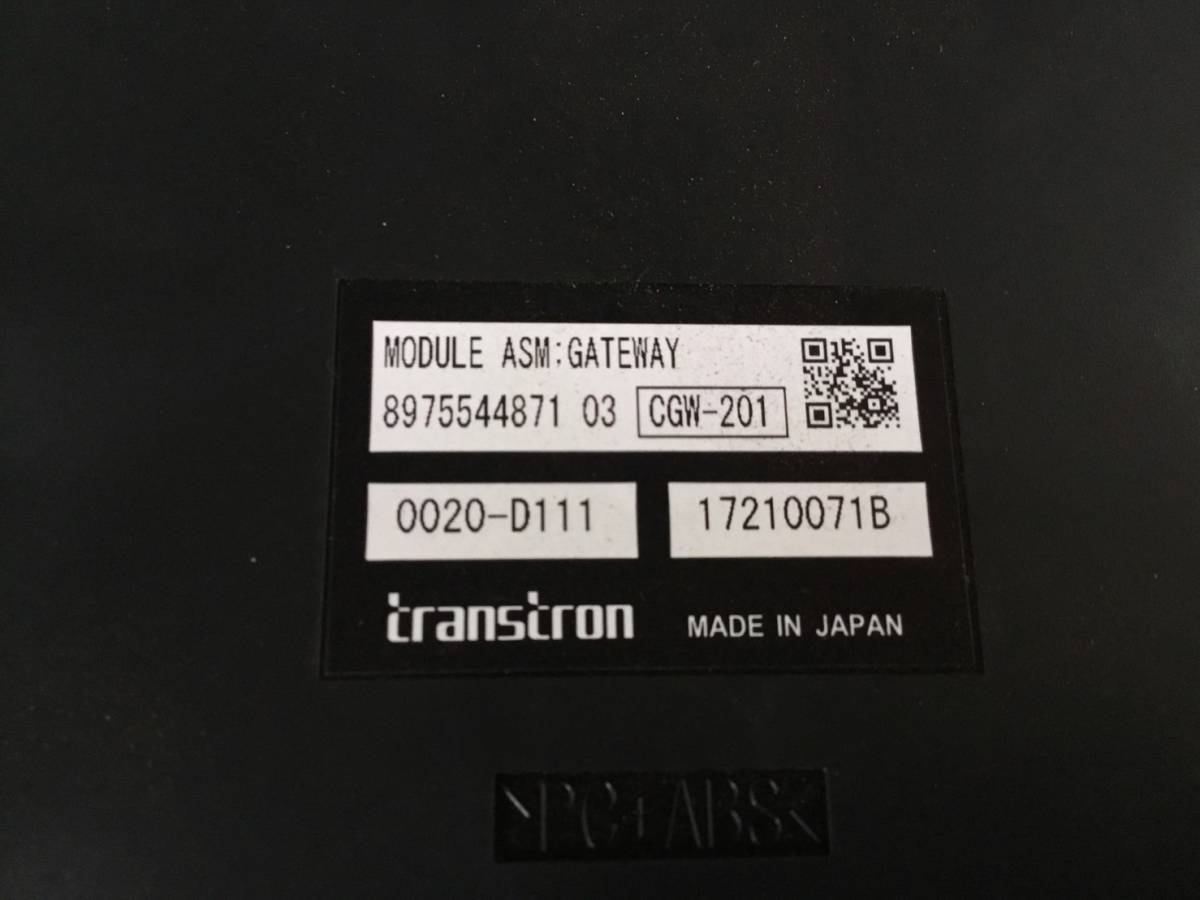 MODULE ASM:GATEWAY
8975544871 03 CGW-201
0020-D111 17210071B
transtron MADE IN JAPAN
>PC+ABS<